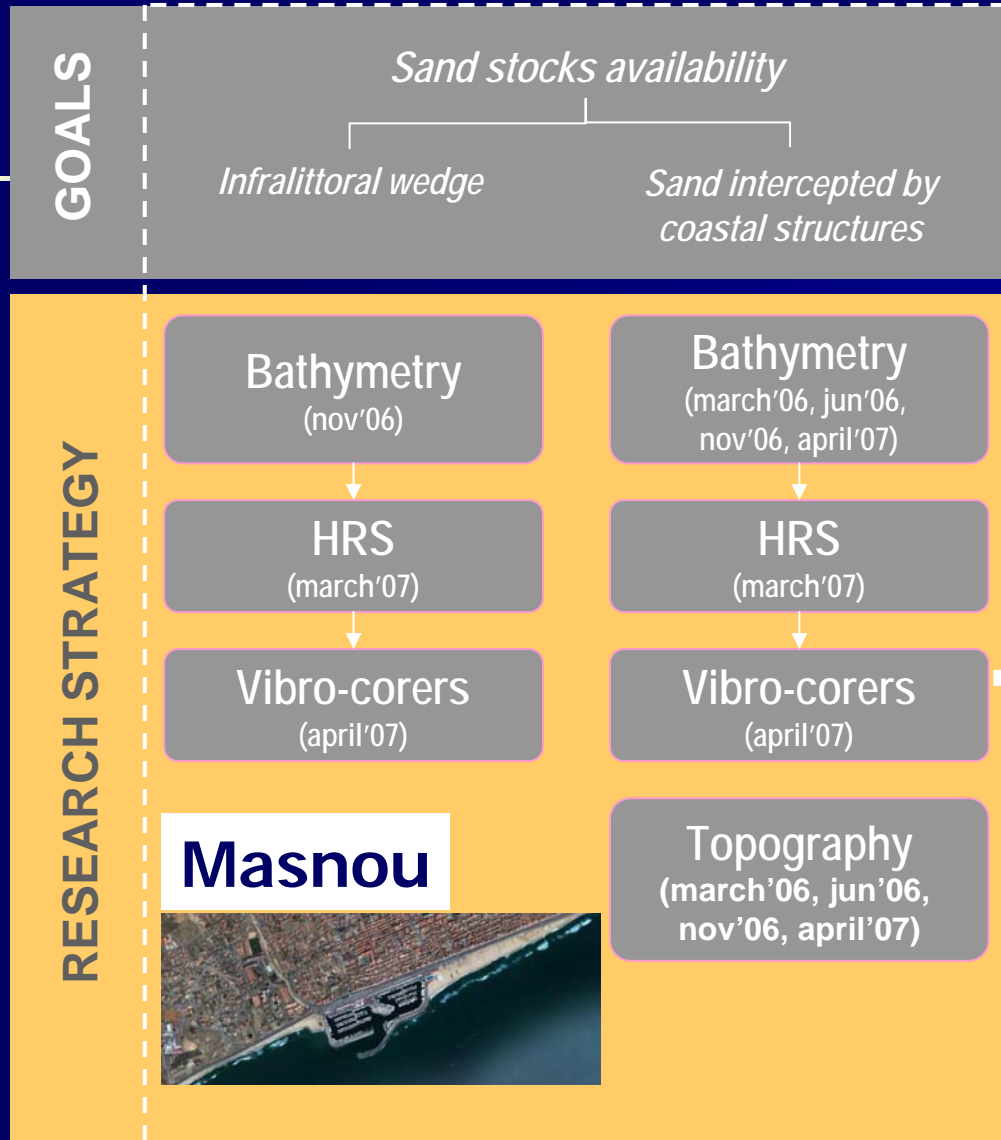 GOALS
Sand stocks availability
Infralittoral wedge
Sand intercepted by
coastal structures
RESEARCH STRATEGY
Bathymetry
(nov'06)
HRS
(march'07)
Vibro-corers
(april'07)
Bathymetry
(march'06, jun'06,
nov'06, april'07)
HRS
(march'07)
Vibro-corers
(april'07)
Topography
(march'06, jun'06,
nov'06, april'07)
Masnou